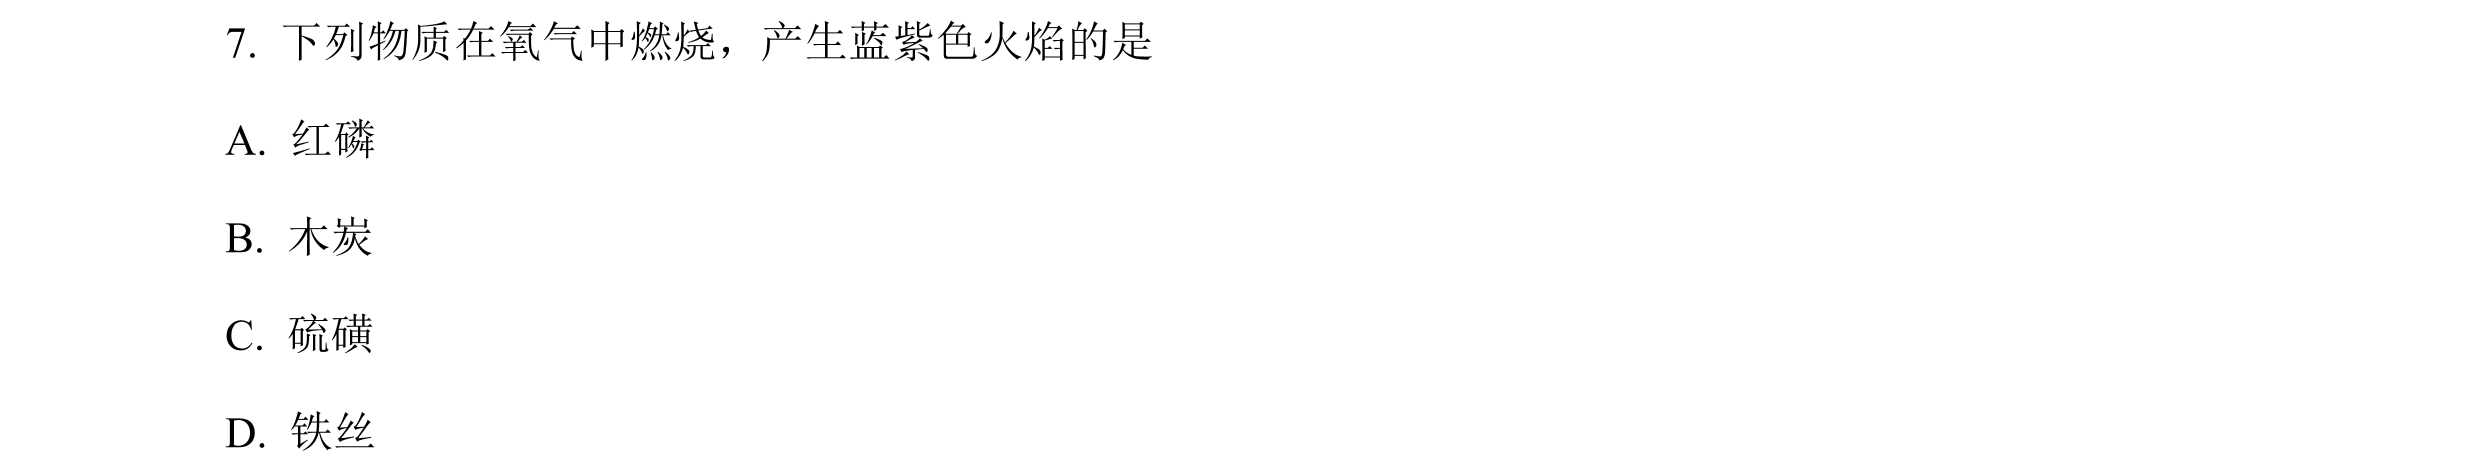 7. 下列物质在氧气中燃烧，产生蓝紫色火焰的是
A. 红磷
B. 木炭
C. 硫磺
D. 铁丝